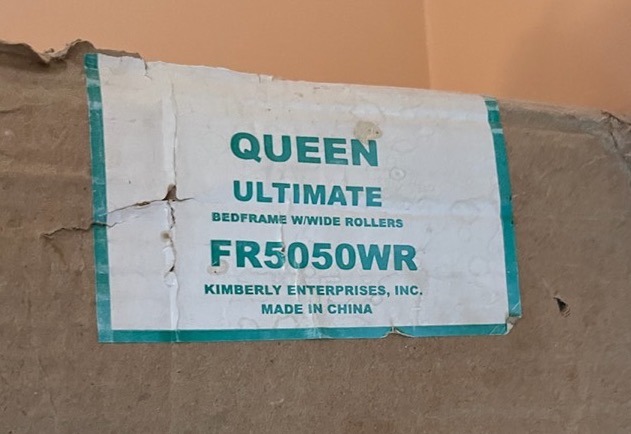 QUEEN
ULTIMATE
BEDFRAME W/WIDE ROLLERS
FR5050WR
KIMBERLY ENTERPRISES, INC.
MADE IN CHINA